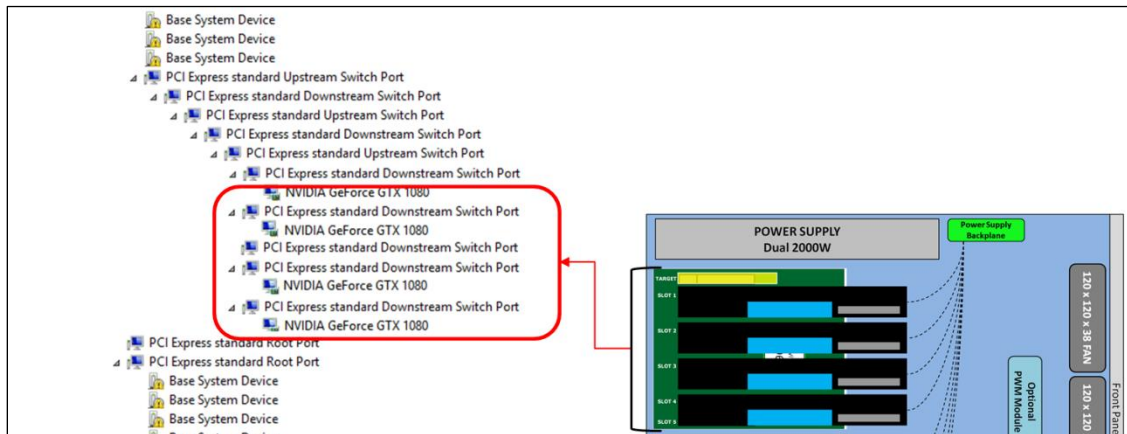 Base System Device
Base System Device
Base System Device
PCI Express standard Upstream Switch Port
PCI Express standard Downstream Switch Port
PCI Express standard Upstream Switch Port
PCI Express standard Downstream Switch Port
PCI Express standard Upstream Switch Port
PCI Express standard Downstream Switch Port
NVIDIA GeForce GTX 1080
PCI Express standard Downstream Switch Port
NVIDIA GeForce GTX 1080
PCI Express standard Downstream Switch Port
PCI Express standard Downstream Switch Port
NVIDIA GeForce GTX 1080
PCI Express standard Downstream Switch Port
NVIDIA GeForce GTX 1080
PCI Express standard Root Port
PCI Express standard Root Port
Base System Device
Base System Device
Base System Device
POWER SUPPLY
Dual 2000W
Power Supply
Backplane
TARGET
SLOT 1
SLOT 2
SLOT 3
SLOT 4
SLOT 5
120 x 120 x 38 FAN
Optional
PWM Module
120 x 120
Front Pane